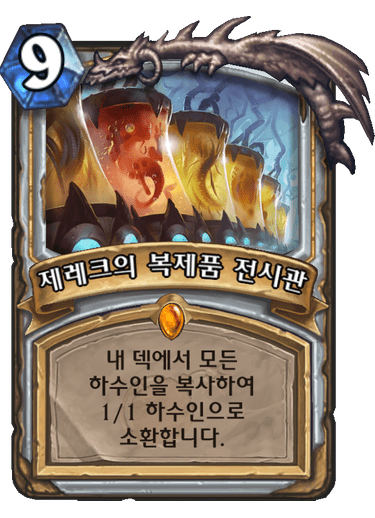 9
제레크의 복제품 전시관
내 덱에서 모든
하수인을 복사하여
1/1 하수인으로
소환합니다.